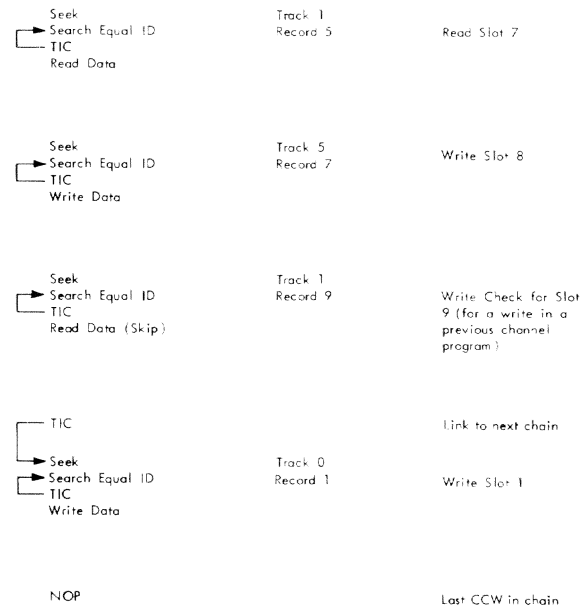 Seek Track 1
Search Equal ID Record 5 Read Slot 7
TIC
Read Data
Seek Track 5
Search Equal ID Record 7 Write Slot 8
TIC
Write Data
Seek Track 1
Search Equal ID Record 9 Write Check for Slot
TIC 9 (for a write in a
Read Data (Skip) previous channel
program)
TIC Link to next chain
Seek Track 0
Search Equal ID Record 1 Write Slot 1
TIC
Write Data
NOP Last CCW in chain